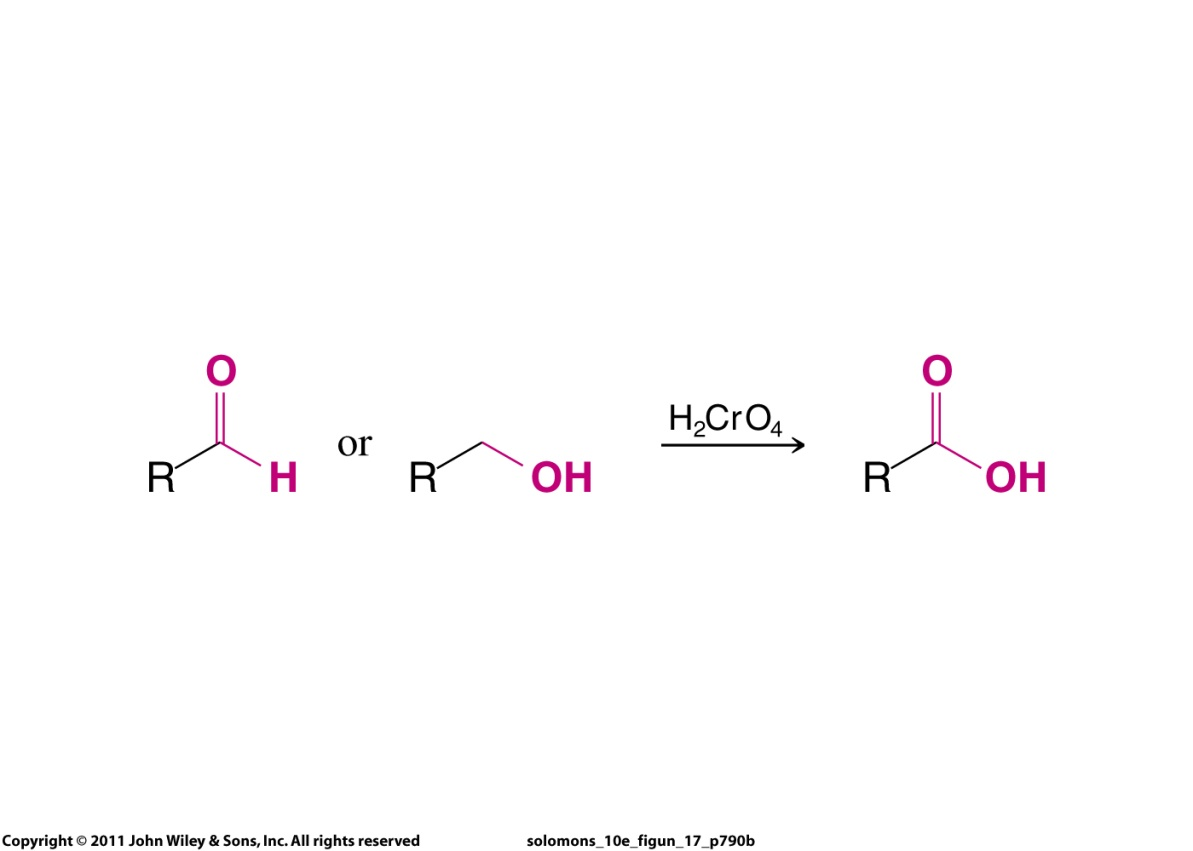 O O
R H or R OH H₂CrO₄ R OH
Copyright © 2011 John Wiley & Sons, Inc. All rights reserved solomons_10e_figun_17_p790b